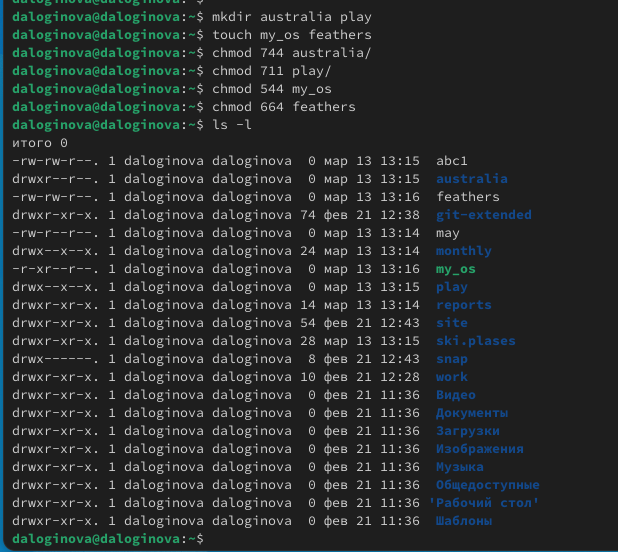 daloginova@daloginova:~$ mkdir australia play
daloginova@daloginova:~$ touch my_os feathers
daloginova@daloginova:~$ chmod 744 australia/
daloginova@daloginova:~$ chmod 711 play/
daloginova@daloginova:~$ chmod 544 my_os
daloginova@daloginova:~$ chmod 664 feathers
daloginova@daloginova:~$ ls -l
итого 0
-rw-rw-r--. 1 daloginova daloginova  0 мар 13 13:15  abc1
drwxr--r--. 1 daloginova daloginova  0 мар 13 13:15  australia
-rw-rw-r--. 1 daloginova daloginova  0 мар 13 13:16  feathers
drwxr-xr-x. 1 daloginova daloginova 74 фев 21 12:38  git-extended
-rw-r--r--. 1 daloginova daloginova  0 мар 13 13:14  may
drwx--x--x. 1 daloginova daloginova 24 мар 13 13:14  monthly
-r-xr--r--. 1 daloginova daloginova  0 мар 13 13:16  my_os
drwx--x--x. 1 daloginova daloginova  0 мар 13 13:15  play
drwxr-xr-x. 1 daloginova daloginova 14 мар 13 13:14  reports
drwxr-xr-x. 1 daloginova daloginova 54 фев 21 12:43  site
drwxr-xr-x. 1 daloginova daloginova 28 мар 13 13:15  ski.plases
drwx------. 1 daloginova daloginova  8 фев 21 12:43  snap
drwxr-xr-x. 1 daloginova daloginova 10 фев 21 12:28  work
drwxr-xr-x. 1 daloginova daloginova  0 фев 21 11:36  Видео
drwxr-xr-x. 1 daloginova daloginova  0 фев 21 11:36  Документы
drwxr-xr-x. 1 daloginova daloginova  0 фев 21 11:36  Загрузки
drwxr-xr-x. 1 daloginova daloginova  0 фев 21 11:36  Изображения
drwxr-xr-x. 1 daloginova daloginova  0 фев 21 11:36  Музыка
drwxr-xr-x. 1 daloginova daloginova  0 фев 21 11:36  Общедоступные
drwxr-xr-x. 1 daloginova daloginova  0 фев 21 11:36 'Рабочий стол'
drwxr-xr-x. 1 daloginova daloginova  0 фев 21 11:36  Шаблоны
daloginova@daloginova:~$